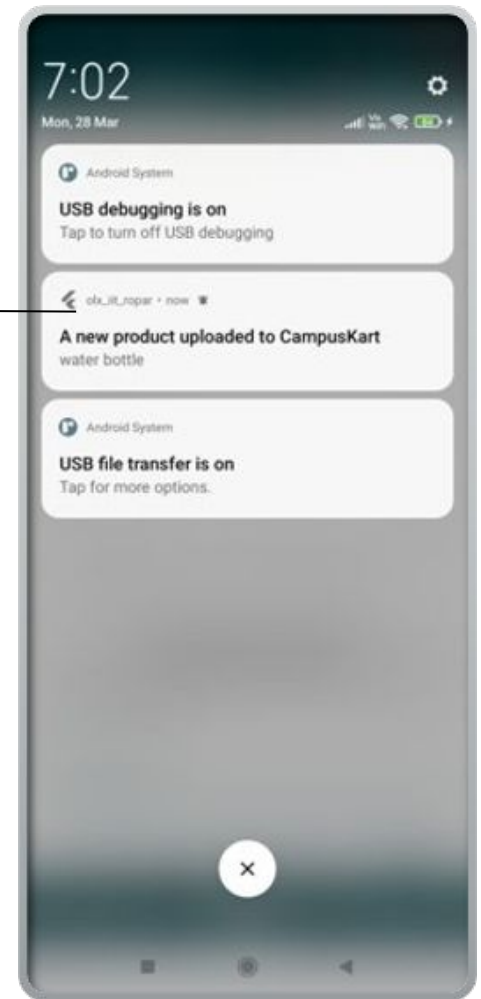 7:02
Mon, 28 Mar
Android System
USB debugging is on
Tap to turn off USB debugging
olx_iit_ropar • now
A new product uploaded to CampusKart
water bottle
Android System
USB file transfer is on
Tap for more options.